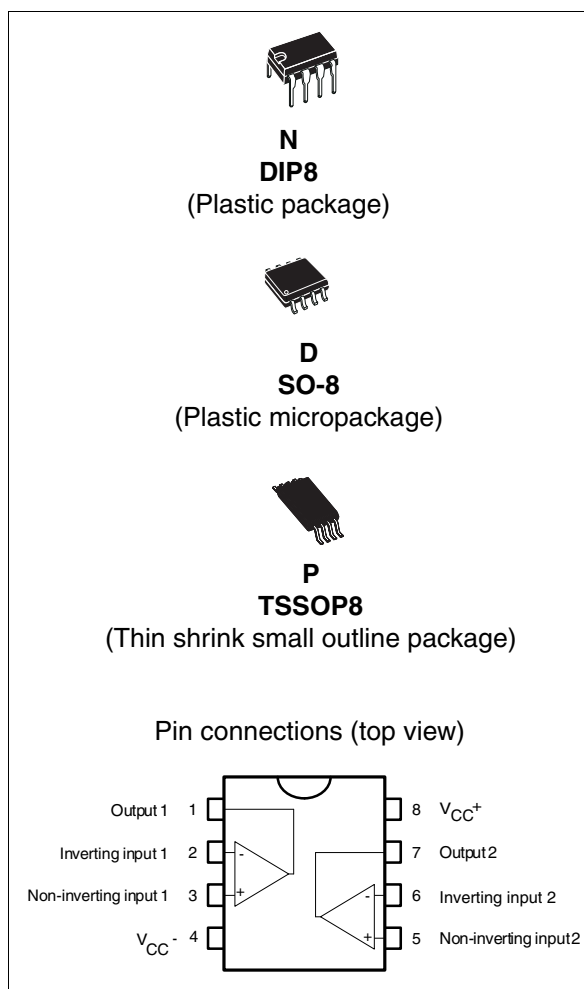 N
DIP8
(Plastic package)
D
SO-8
(Plastic micropackage)
P
TSSOP8
(Thin shrink small outline package)
Pin connections (top view)
Output 1 1
Inverting input 1 2
Non-inverting input 1 3
VCC- 4
8 VCC+
7 Output 2
6 Inverting input 2
5 Non-inverting input 2
-
+
-
+